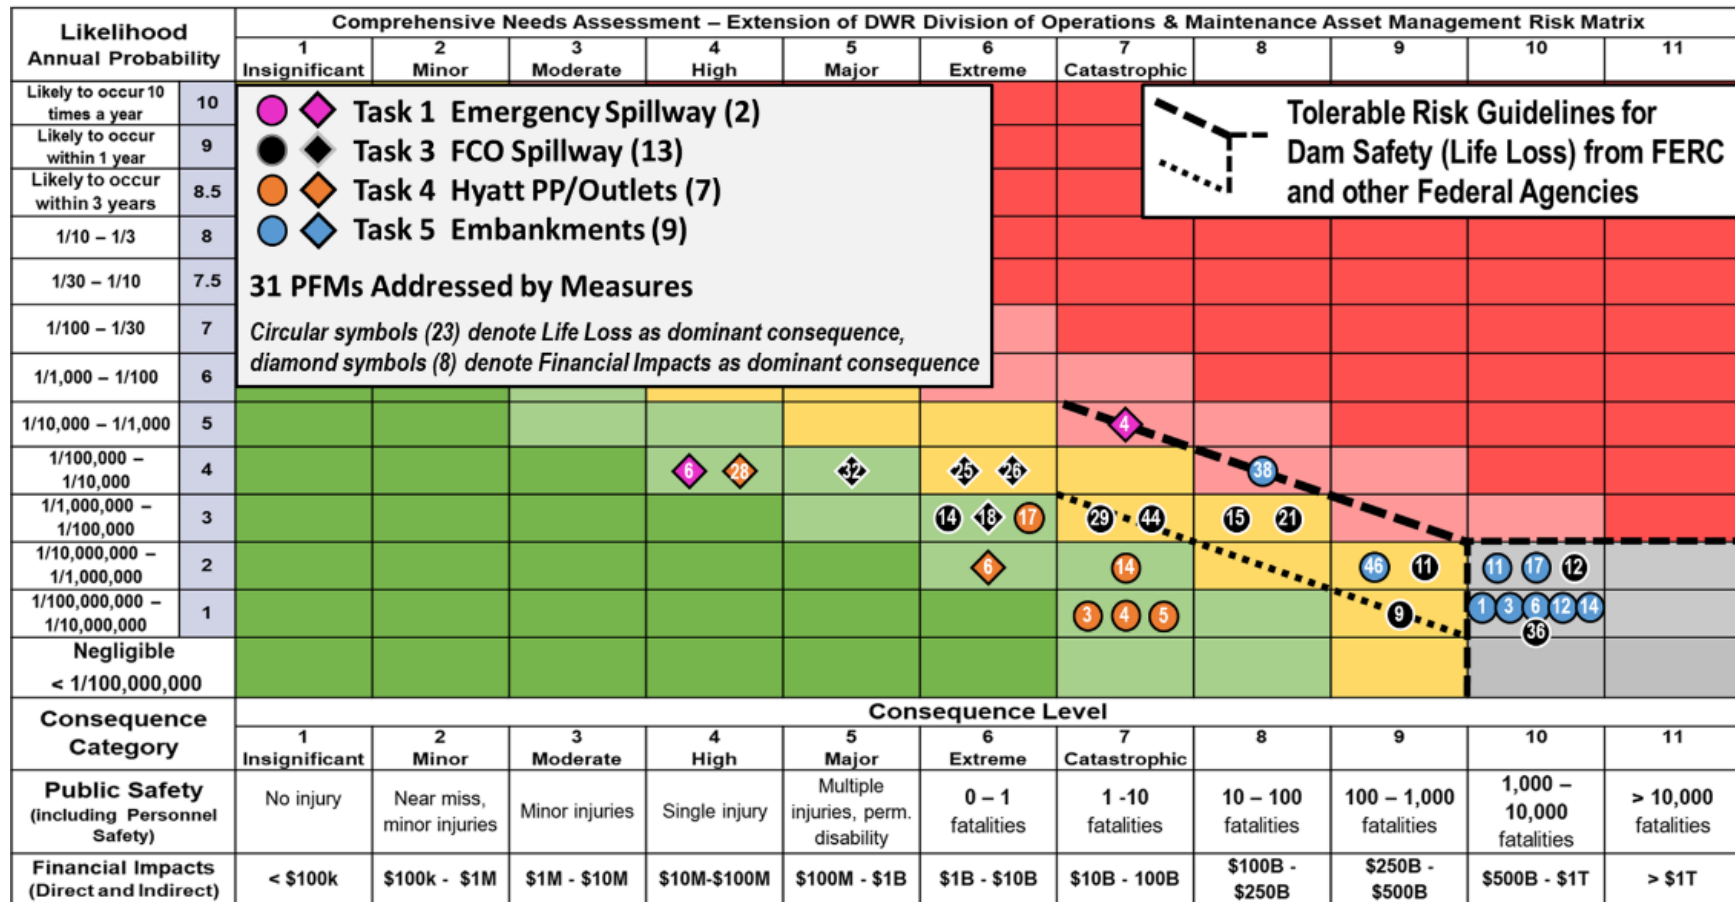 Likelihood
Annual Probability
Comprehensive Needs Assessment – Extension of DWR Division of Operations & Maintenance Asset Management Risk Matrix
1 2 3 4 5 6 7 8 9 10 11
Insignificant Minor Moderate High Major Extreme Catastrophic
Likely to occur 10
times a year
10
Likely to occur
within 1 year
9
Likely to occur
within 3 years
8.5
1/10 – 1/3 8
1/30 – 1/10 7.5
1/100 – 1/30 7
1/1,000 – 1/100 6
Task 1 Emergency Spillway (2)
Task 3 FCO Spillway (13)
Task 4 Hyatt PP/Outlets (7)
Task 5 Embankments (9)
31 PFMs Addressed by Measures
Circular symbols (23) denote Life Loss as dominant consequence,
diamond symbols (8) denote Financial Impacts as dominant consequence
Tolerable Risk Guidelines for
Dam Safety (Life Loss) from FERC
and other Federal Agencies
1/10,000 – 1/1,000 5
4
1/100,000 –
1/10,000
4
6 28 32 25 26 38
1/1,000,000 –
1/100,000
3
14 18 17 29 44 15 21
1/10,000,000 –
1/1,000,000
2
6 14 46 11 11 17 12
1/100,000,000 –
1/10,000,000
1
3 4 5 9 1 3 6 12 14
36
Negligible
< 1/100,000,000
Consequence
Category
Consequence Level
1 2 3 4 5 6 7 8 9 10 11
Insignificant Minor Moderate High Major Extreme Catastrophic
Public Safety
(including Personnel
Safety)
No injury
Near miss,
minor injuries
Minor injuries
Single injury
Multiple
injuries, perm.
disability
0 – 1
fatalities
1 -10
fatalities
10 – 100
fatalities
100 – 1,000
fatalities
1,000 –
10,000
fatalities
> 10,000
fatalities
Financial Impacts
(Direct and Indirect)
< $100k
$100k - $1M
$1M - $10M
$10M-$100M
$100M - $1B
$1B - $10B
$10B - 100B
$100B -
$250B
$250B -
$500B
$500B - $1T
> $1T